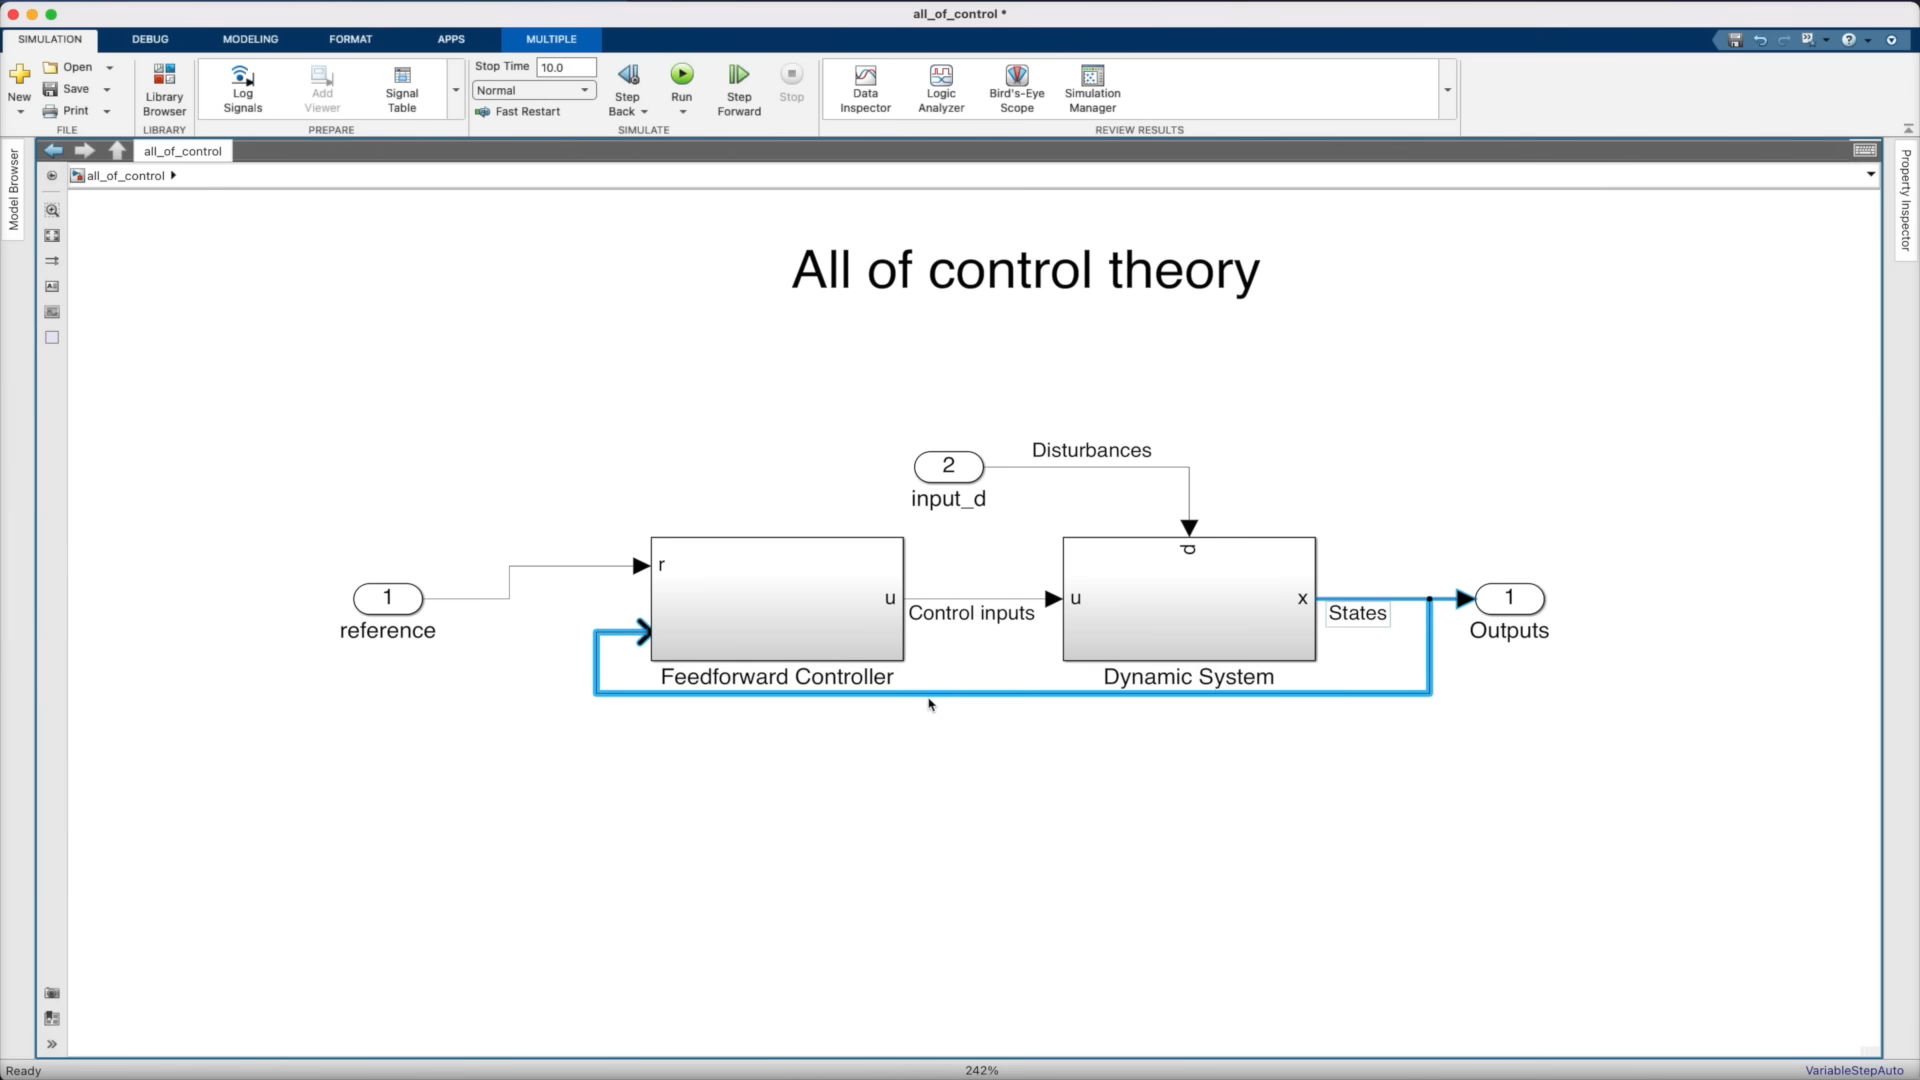 all_of_control *
SIMULATION DEBUG MODELING FORMAT APPS MULTIPLE
New
Open
Save
Print
FILE
Library
Browser
LIBRARY
Log
Signals
Add
Viewer
Signal
Table
PREPARE
Stop Time 10.0
Normal
Fast Restart
Step
Back
Run
Step
Forward
Stop
SIMULATE
Data
Inspector
Logic
Analyzer
Bird's-Eye
Scope
Simulation
Manager
REVIEW RESULTS
Model Browser
all_of_control
all_of_control
Property Inspector
All of control theory
Disturbances
2
input_d
d
r
1
reference
u
Control inputs
u
x
States
1
Outputs
Feedforward Controller
Dynamic System
Ready
242%
VariableStepAuto